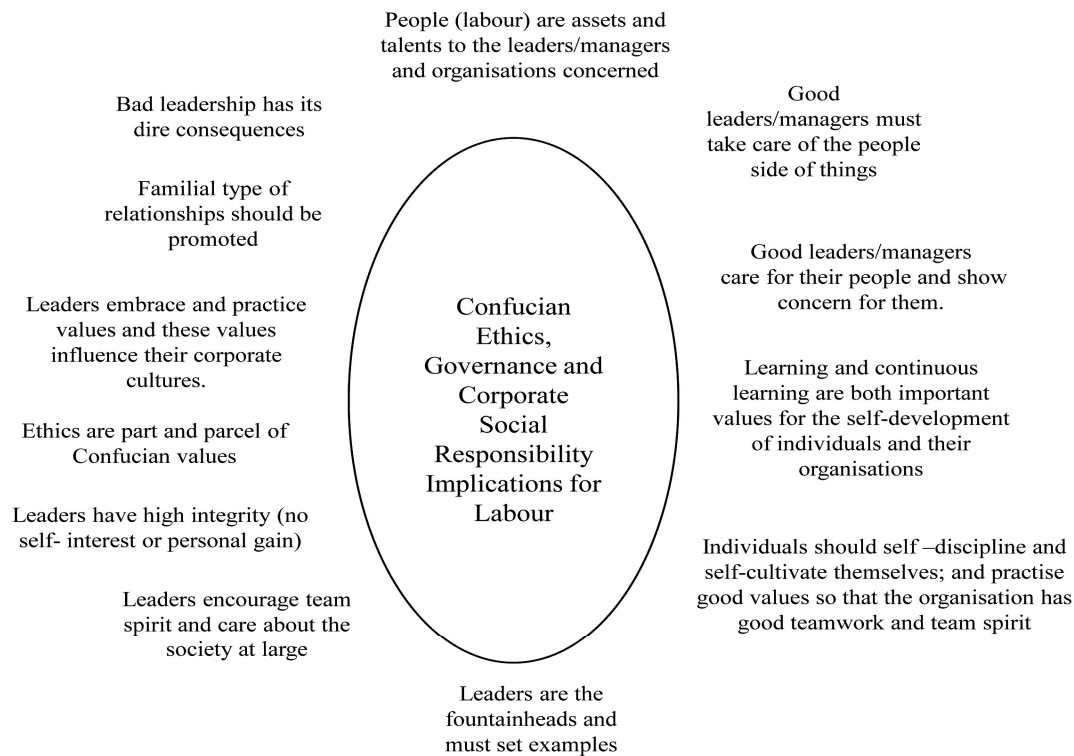 People (labour) are assets and
talents to the leaders/managers
and organisations concerned
Good
leaders/managers must
take care of the people
side of things
Good leaders/managers
care for their people and show
concern for them.
Learning and continuous
learning are both important
values for the self-development
of individuals and their
organisations
Individuals should self –discipline and
self-cultivate themselves; and practise
good values so that the organisation has
good teamwork and team spirit
Leaders are the
fountainheads and
must set examples
Leaders encourage team
spirit and care about the
society at large
Leaders have high integrity (no
self- interest or personal gain)
Ethics are part and parcel of
Confucian values
Leaders embrace and practice
values and these values
influence their corporate
cultures.
Familial type of
relationships should be
promoted
Bad leadership has its
dire consequences
Confucian
Ethics,
Governance and
Corporate
Social
Responsibility
Implications for
Labour